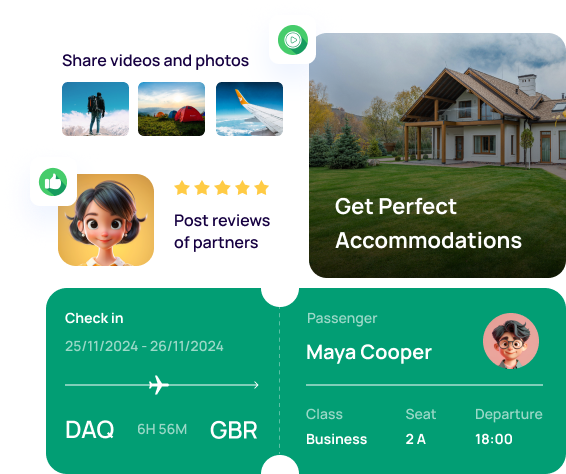 Share videos and photos
Get Perfect
Accommodations
Post reviews
of partners
Check in
25/11/2024 - 26/11/2024
DAQ
6H 56M
GBR
Passenger
Maya Cooper
Class
Seat
Departure
Business
2 A
18:00